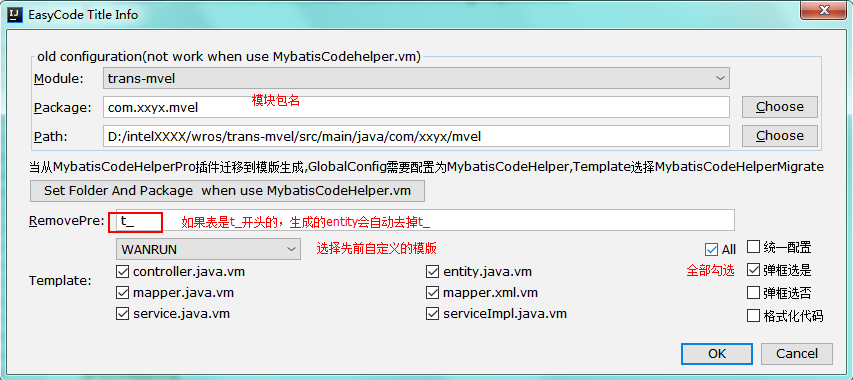 EasyCode Title Info
old configuration(not work when use MybatisCodehelper.vm)
Module: trans-mvel
Package: com.xxyx.mvel 模块包名 Choose
Path: D:/intelXXXX/wros/trans-mvel/src/main/java/com/xxyx/mvel Choose
当从MybatisCodeHelperPro插件迁移到模版生成,GlobalConfig需要配置为MybatisCodeHelper,Template选择MybatisCodeHelperMigrate
Set Folder And Package when use MybatisCodeHelper.vm
RemovePre: t_ 如果表是t_开头的，生成的entity会自动去掉t_
WANRUN 选择先前自定义的模版 All 统一配置
Template: controller.java.vm entity.java.vm 全部勾选 弹框选是
mapper.java.vm mapper.xml.vm 弹框选否
service.java.vm serviceImpl.java.vm 格式化代码
OK Cancel